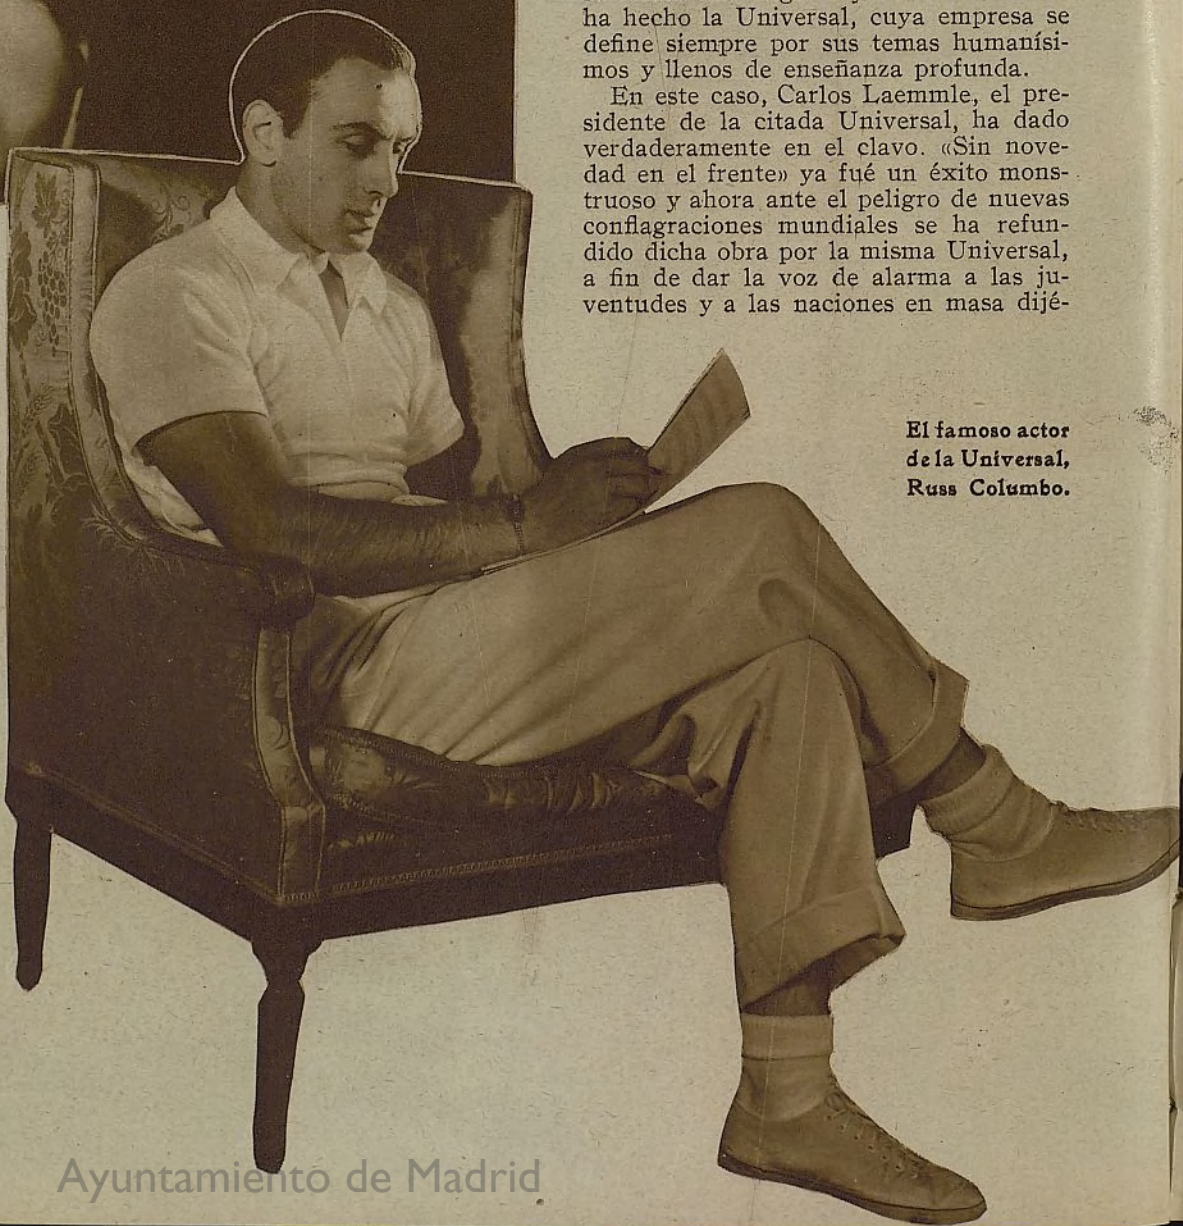 ha hecho la Universal, cuya empresa se
define siempre por sus temas humanísi-
mos y llenos de enseñanza profunda.
En este caso, Carlos Laemmle, el pre-
sidente de la citada Universal, ha dado
verdaderamente en el clavo. «Sin nove-
dad en el frente» ya fué un éxito mons-
truoso y ahora ante el peligro de nuevas
conflagraciones mundiales se ha refun-
dido dicha obra por la misma Universal,
a fin de dar la voz de alarma a las ju-
ventudes y a las naciones en masa dijé-
El famoso actor
de la Universal,
Russ Columbo.
Ayuntamiento de Madrid